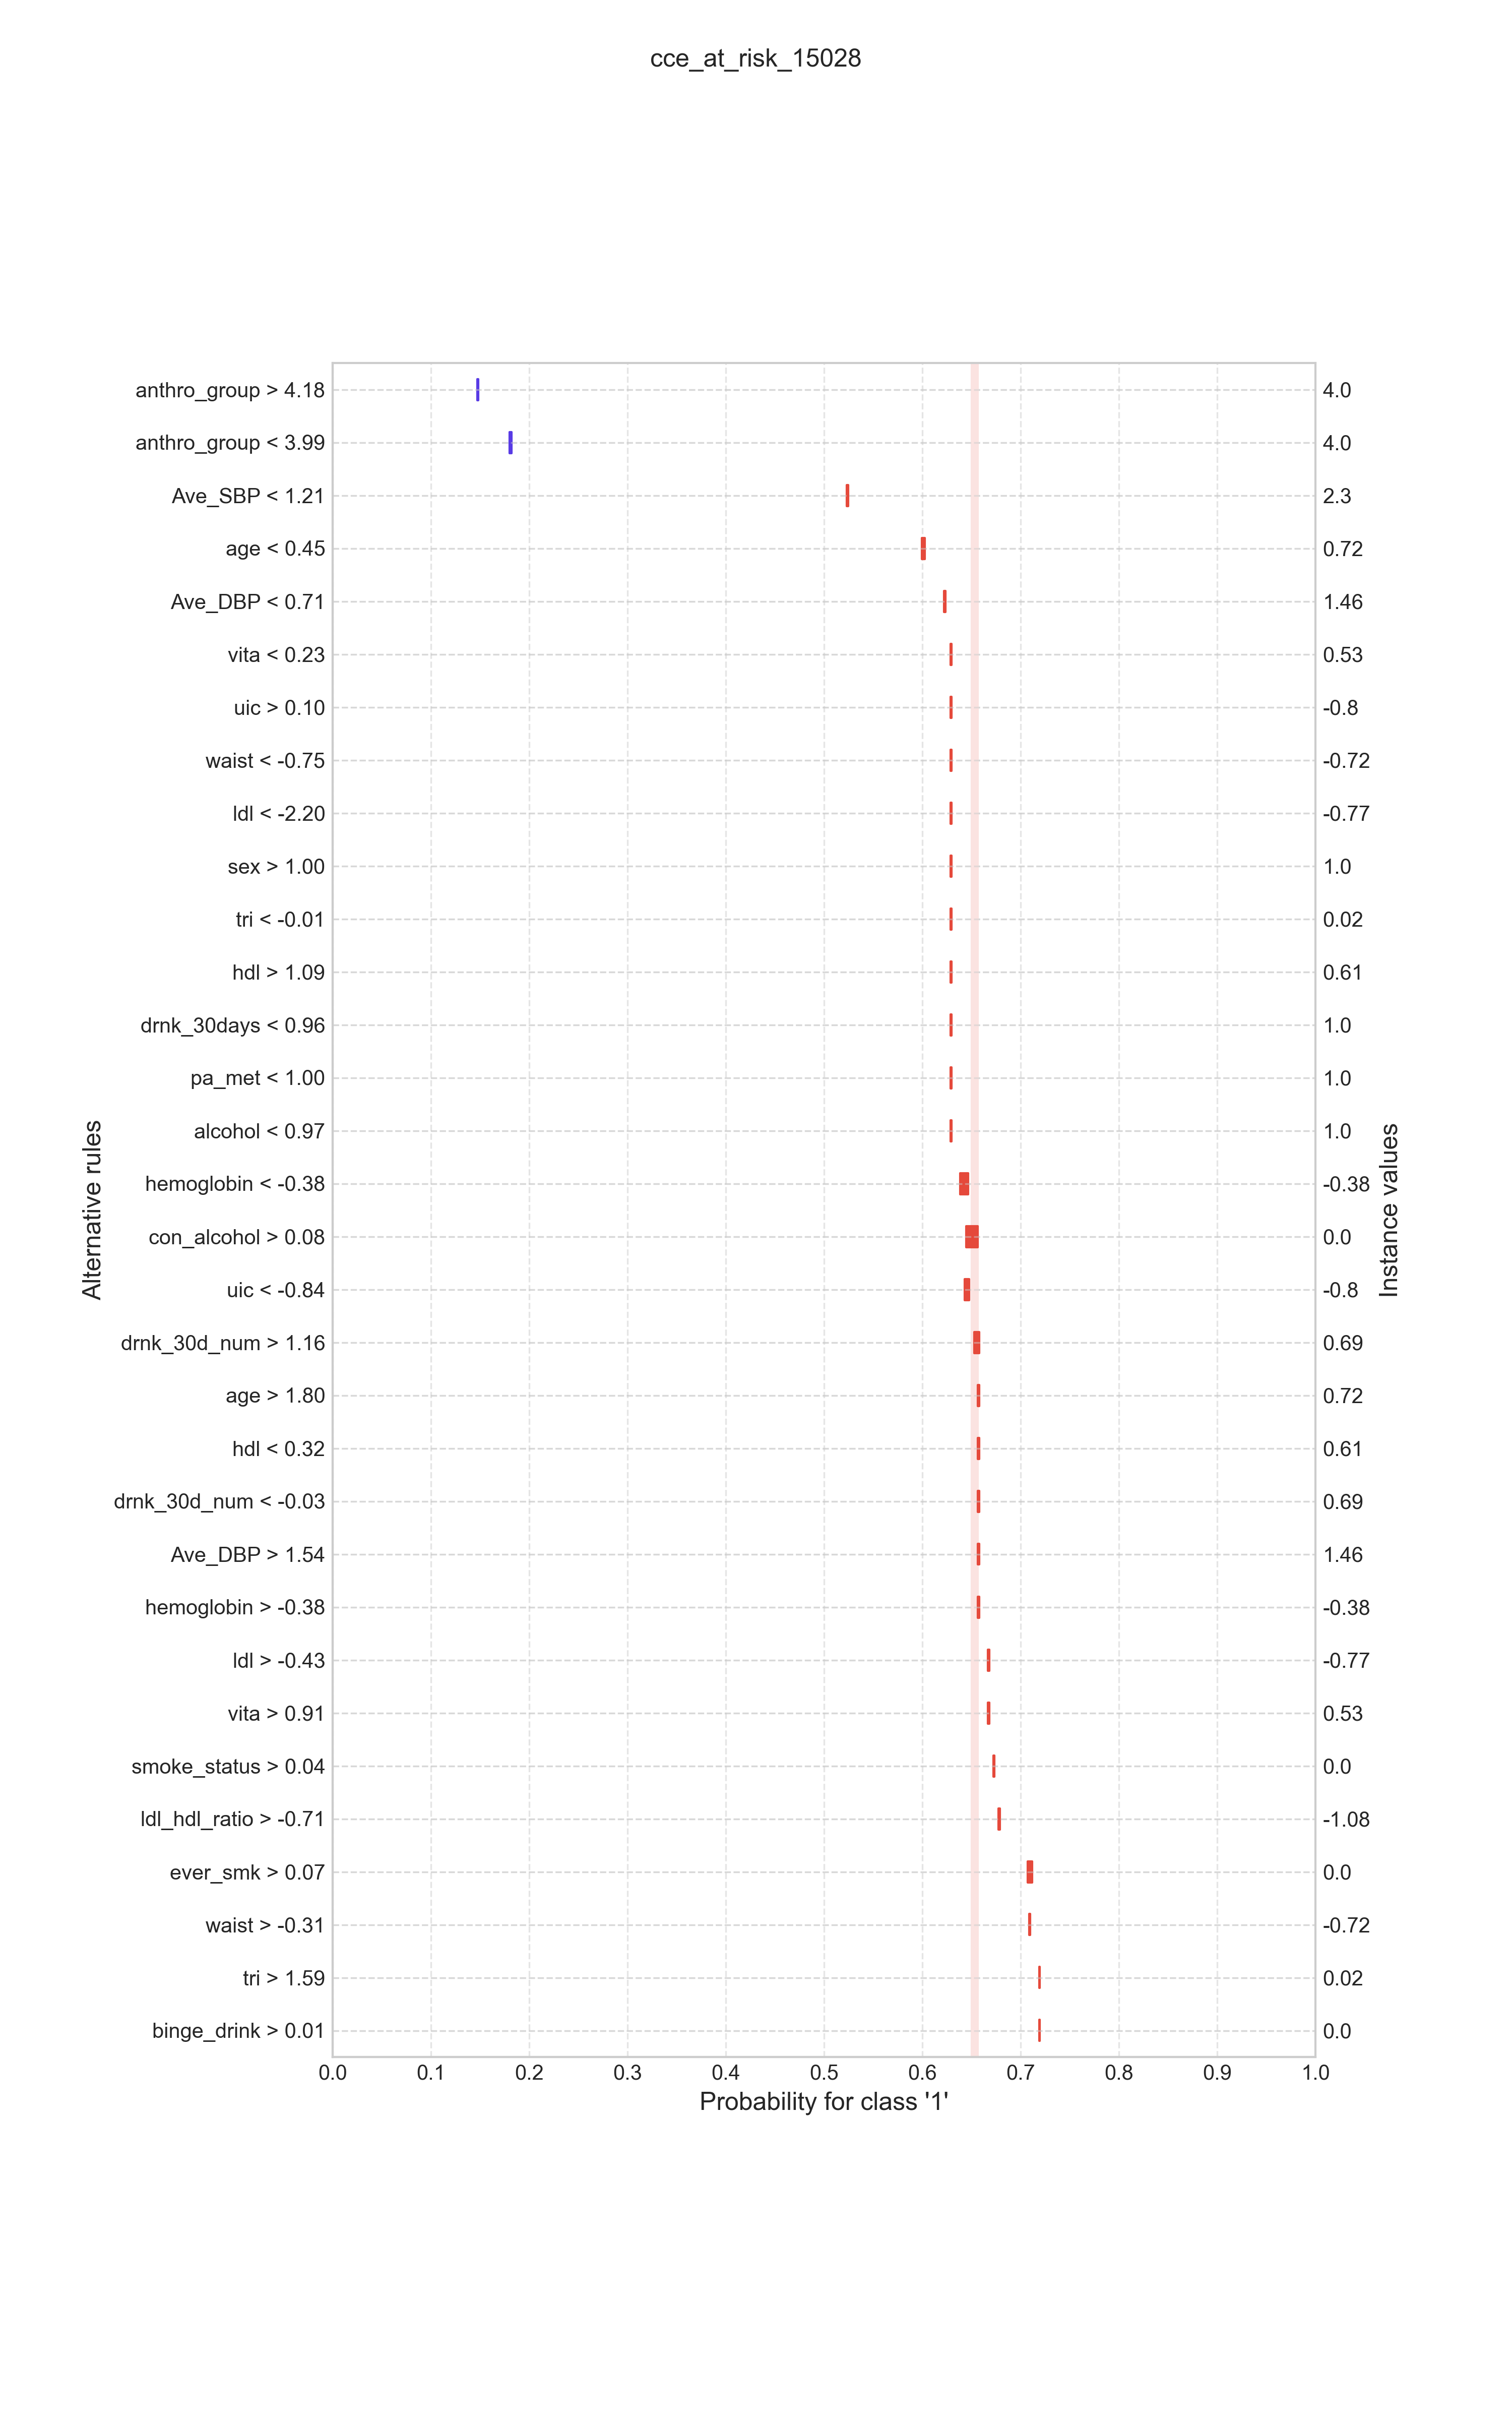 cce_at_risk_15028
anthro_group > 4.18 4.0
anthro_group < 3.99 4.0
Ave_SBP < 1.21 2.3
age < 0.45 0.72
Ave_DBP < 0.71 1.46
vita < 0.23 0.53
uic > 0.10 -0.8
waist < -0.75 -0.72
ldl < -2.20 -0.77
sex > 1.00 1.0
tri < -0.01 0.02
hdl > 1.09 0.61
drnk_30days < 0.96 1.0
pa_met < 1.00 1.0
alcohol < 0.97 1.0
hemoglobin < -0.38 -0.38
con_alcohol > 0.08 0.0
uic < -0.84 -0.8
drnk_30d_num > 1.16 0.69
age > 1.80 0.72
hdl < 0.32 0.61
drnk_30d_num < -0.03 0.69
Ave_DBP > 1.54 1.46
hemoglobin > -0.38 -0.38
ldl > -0.43 -0.77
vita > 0.91 0.53
smoke_status > 0.04 0.0
ldl_hdl_ratio > -0.71 -1.08
ever_smk > 0.07 0.0
waist > -0.31 -0.72
tri > 1.59 0.02
binge_drink > 0.01 0.0
Alternative rules
Instance values
0.0 0.1 0.2 0.3 0.4 0.5 0.6 0.7 0.8 0.9 1.0
Probability for class '1'